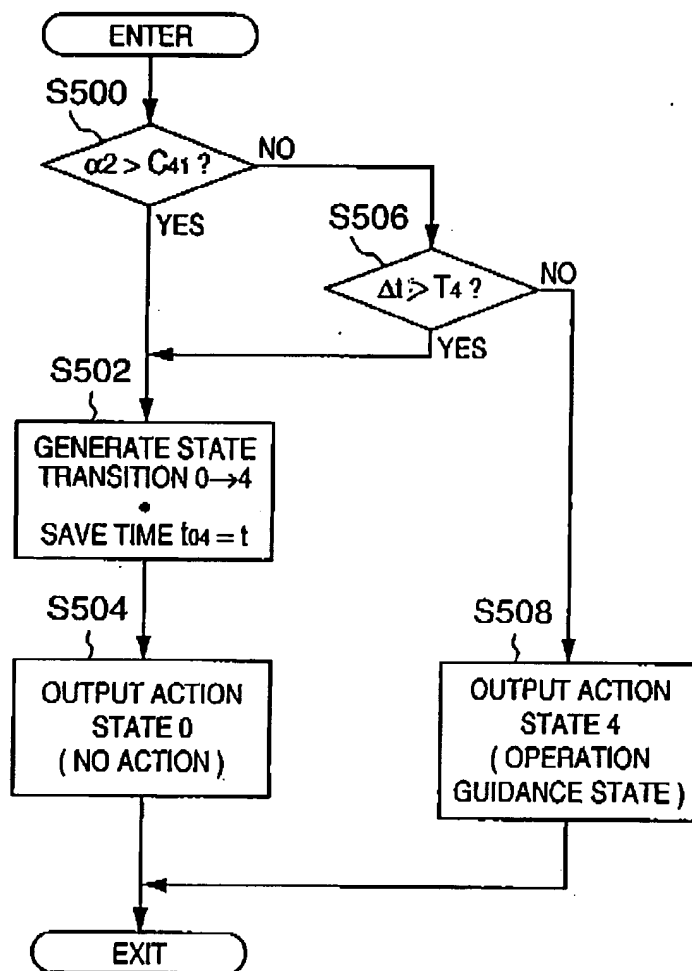 ENTER
S500
α2 > C41 ?
NO
YES
S506
Δt > T4 ?
NO
YES
S502
GENERATE STATE
TRANSITION 0→4
•
SAVE TIME t04 = t
S504
OUTPUT ACTION
STATE 0
( NO ACTION )
S508
OUTPUT ACTION
STATE 4
( OPERATION
GUIDANCE STATE )
EXIT